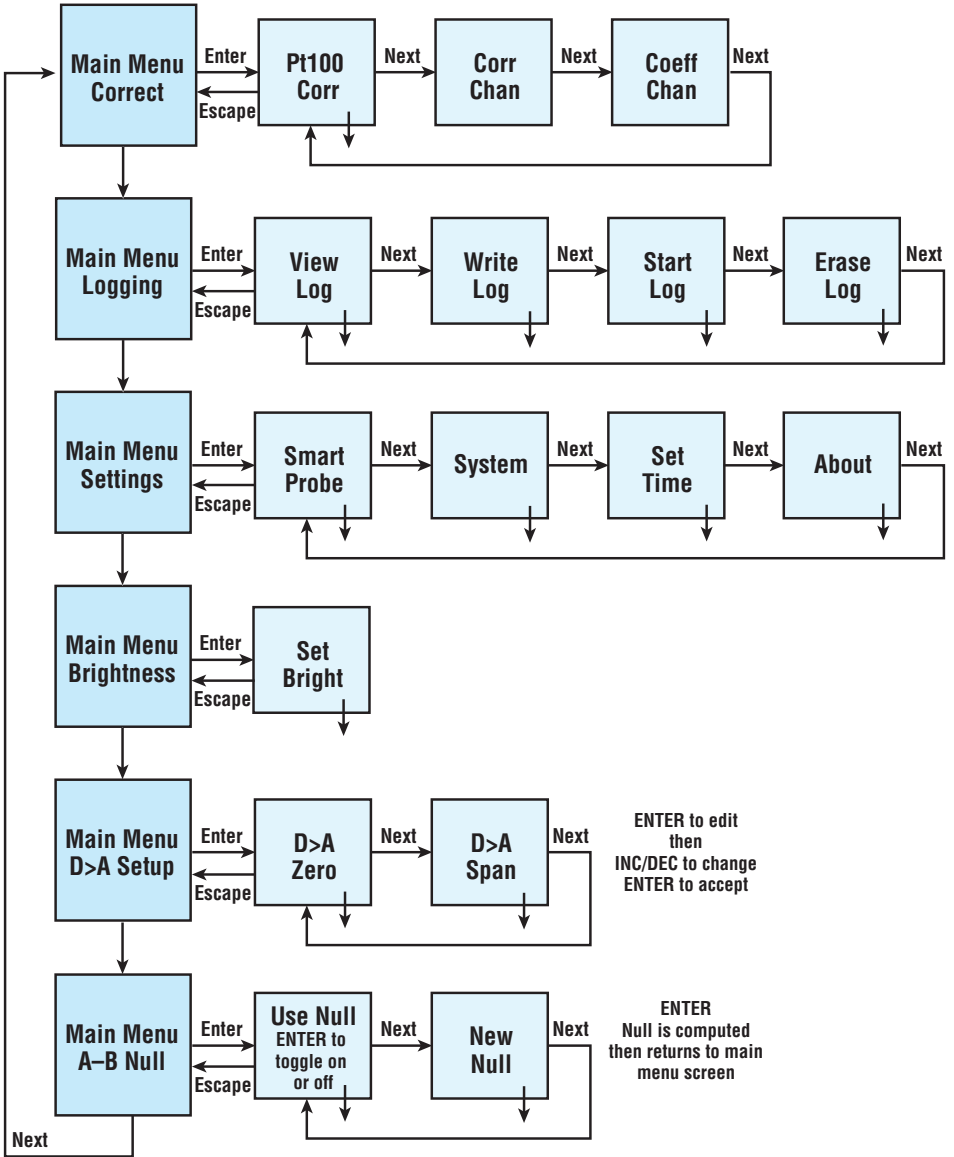 Main Menu
Correct
Enter
Escape
Pt100
Corr
Next
Corr
Chan
Next
Coeff
Chan
Next
Main Menu
Logging
Enter
Escape
View
Log
Next
Write
Log
Next
Start
Log
Next
Erase
Log
Next
Main Menu
Settings
Enter
Escape
Smart
Probe
Next
System
Next
Set
Time
Next
About
Next
Main Menu
Brightness
Enter
Escape
Set
Bright
Main Menu
D>A Setup
Enter
Escape
D>A
Zero
Next
D>A
Span
Next
ENTER to edit
then
INC/DEC to change
ENTER to accept
Main Menu
A–B Null
Enter
Escape
Use Null
ENTER to
toggle on
or off
Next
New
Null
Next
ENTER
Null is computed
then returns to main
menu screen
Next